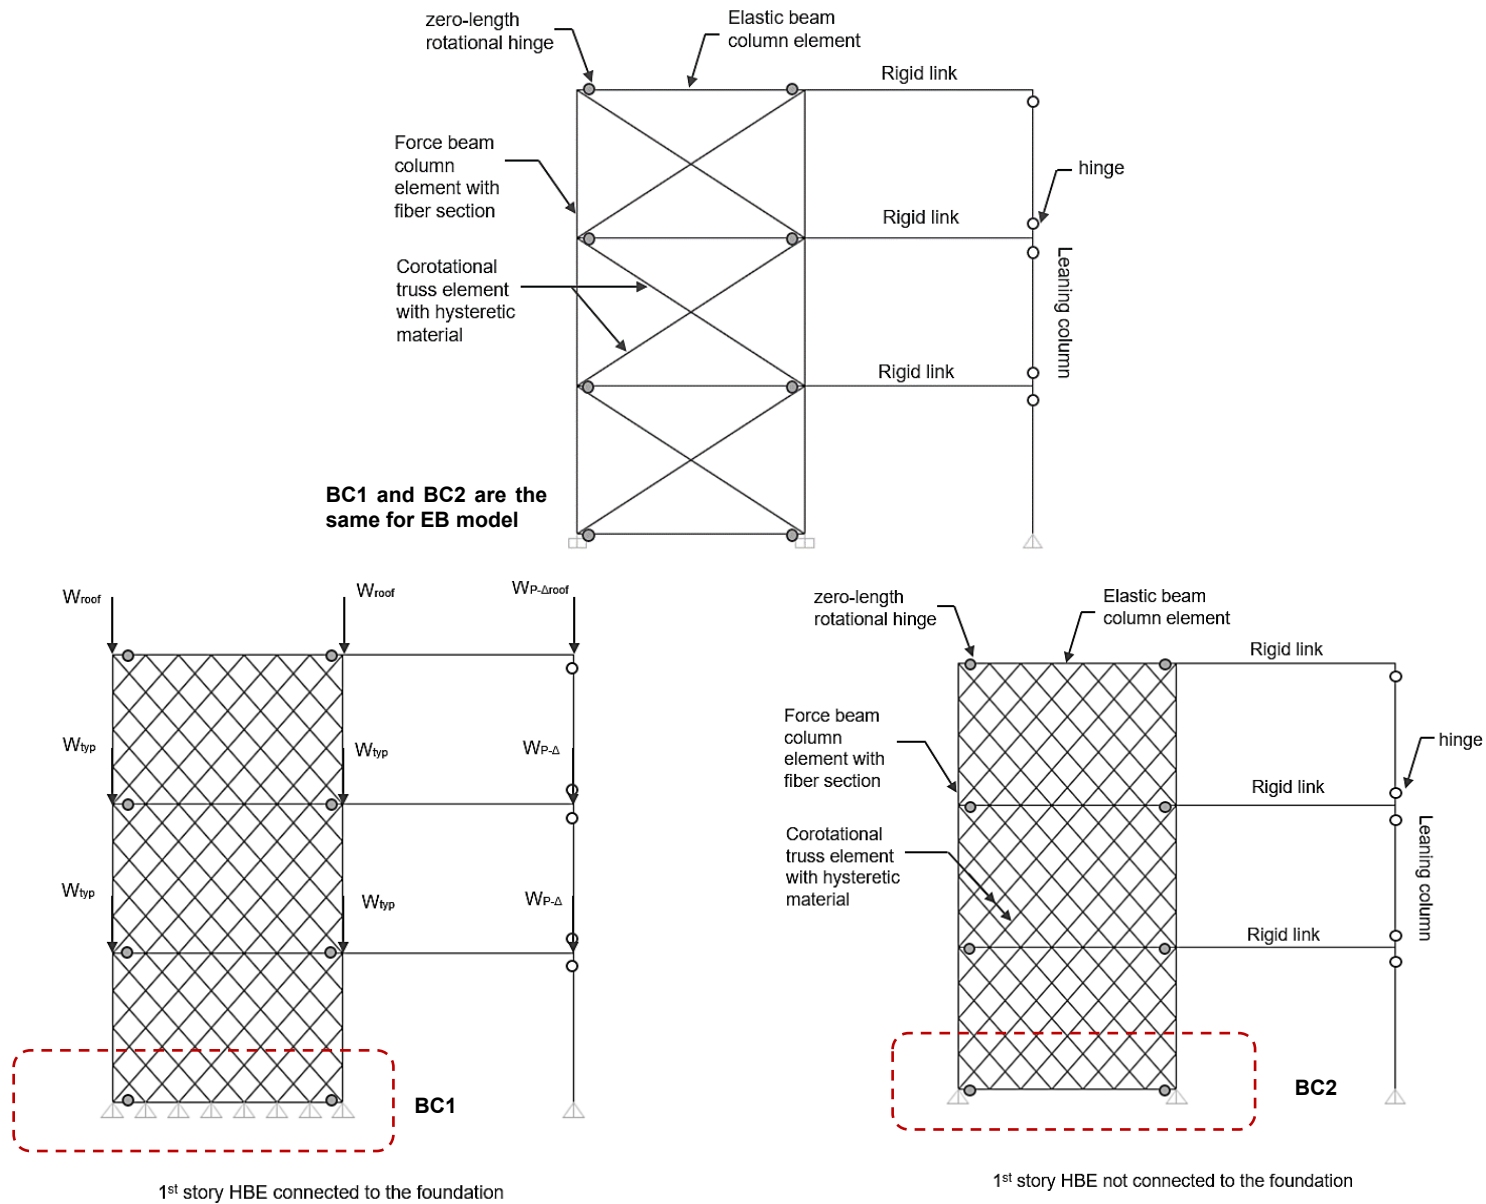 zero-length
rotational hinge
Elastic beam
column element
Rigid link
Force beam
column
element with
fiber section
hinge
Rigid link
Corotational
truss element
with hysteretic
material
Leaning column
Rigid link
BC1 and BC2 are the
same for EB model
Wroof
Wroof
WP-Δroof
Wtyp
Wtyp
WP-Δ
Wtyp
Wtyp
WP-Δ
BC1
1st story HBE connected to the foundation
zero-length
rotational hinge
Elastic beam
column element
Rigid link
Force beam
column
element with
fiber section
hinge
Rigid link
Corotational
truss element
with hysteretic
material
Leaning column
Rigid link
BC2
1st story HBE not connected to the foundation